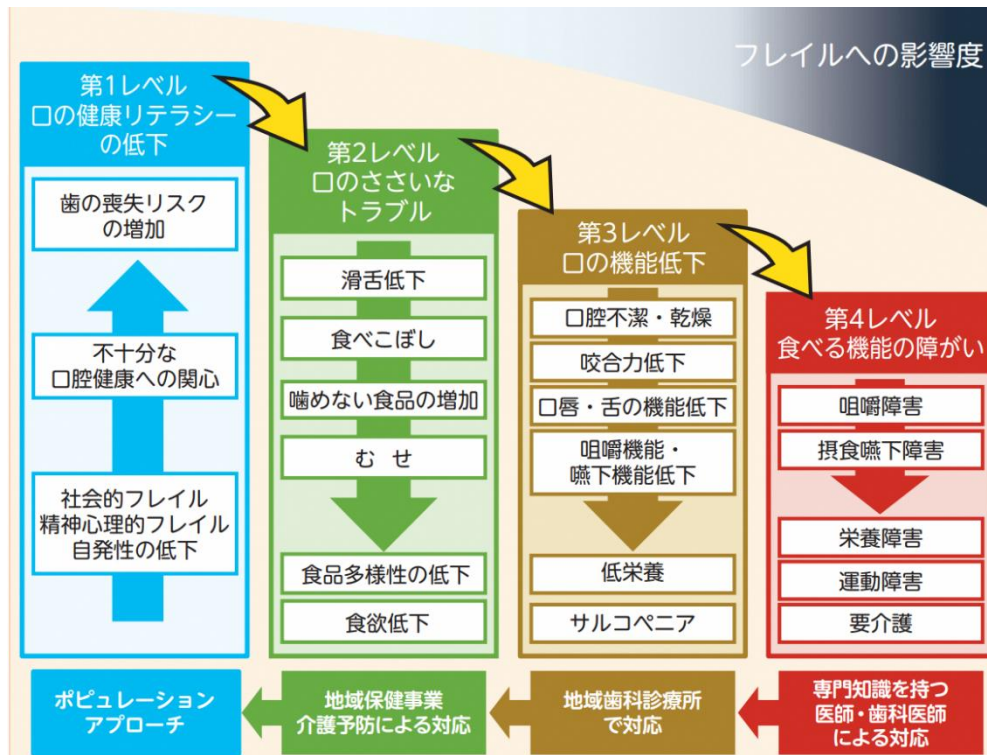 フレイルへの影響度
第1レベル
口の健康リテラシー
の低下
歯の喪失リスク
の増加
不十分な
口腔健康への関心
社会的フレイル
精神心理的フレイル
自発性の低下
ポピュレーション
アプローチ
第2レベル
口のささいな
トラブル
滑舌低下
食べこぼし
噛めない食品の増加
むせ
食品多様性の低下
食欲低下
地域保健事業
介護予防による対応
第3レベル
口の機能低下
口腔不潔・乾燥
咬合力低下
口唇・舌の機能低下
咀嚼機能・
嚥下機能低下
低栄養
サルコペニア
地域歯科診療所
で対応
第4レベル
食べる機能の障がい
咀嚼障害
摂食嚥下障害
栄養障害
運動障害
要介護
専門知識を持つ
医師・歯科医師
による対応